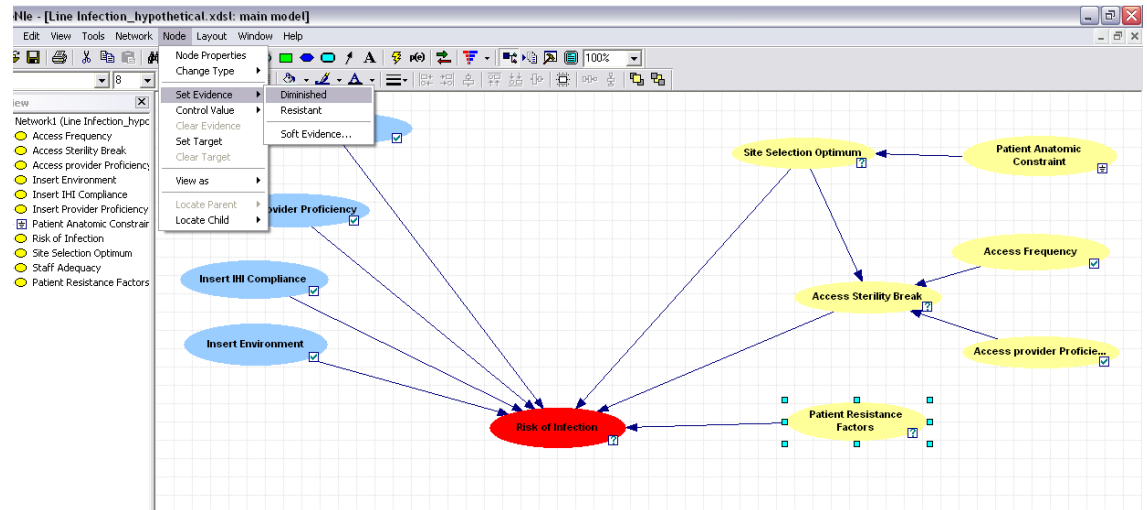 NIe - [Line Infection_hypothetical.xdsl: main model]
Edit View Tools Network Node Layout Window Help
A p(e) 100%
8 A
Node Properties
Change Type
Set Evidence
Control Value
Clear Evidence
Set Target
Clear Target
View as
Locate Parent
Locate Child
Diminished
Resistant
Soft Evidence...
ew
Network1 (Line Infection_hypc
Access Frequency
Access Sterility Break
Access provider Proficiency
Insert Environment
Insert IHI Compliance
Insert Provider Proficiency
Patient Anatomic Constrair
Risk of Infection
Site Selection Optimum
Staff Adequacy
Patient Resistance Factors
ovider Proficiency
Insert IHI Compliance
Insert Environment
Risk of Infection
Site Selection Optimum
Patient Anatomic
Constraint
Access Frequency
Access Sterility Break
Access provider Proficie...
Patient Resistance
Factors